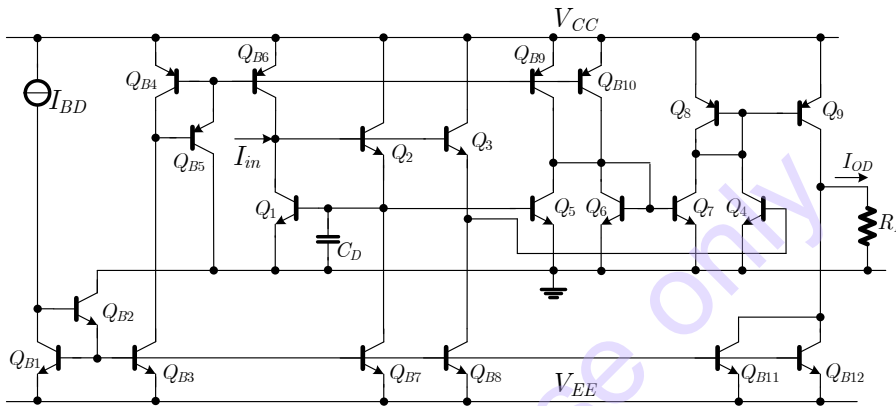 V_CC
Q_B6
Q_B9
Q_B4
Q_B10
I_BD
Q_8
Q_9
Q_B5
I_in
Q_2
Q_3
I_OD
Q_1
Q_5
Q_6
Q_7
Q_4
C_D
Q_B2
Q_B1
Q_B3
Q_B7
Q_B8
Q_B11
Q_B12
V_EE
only